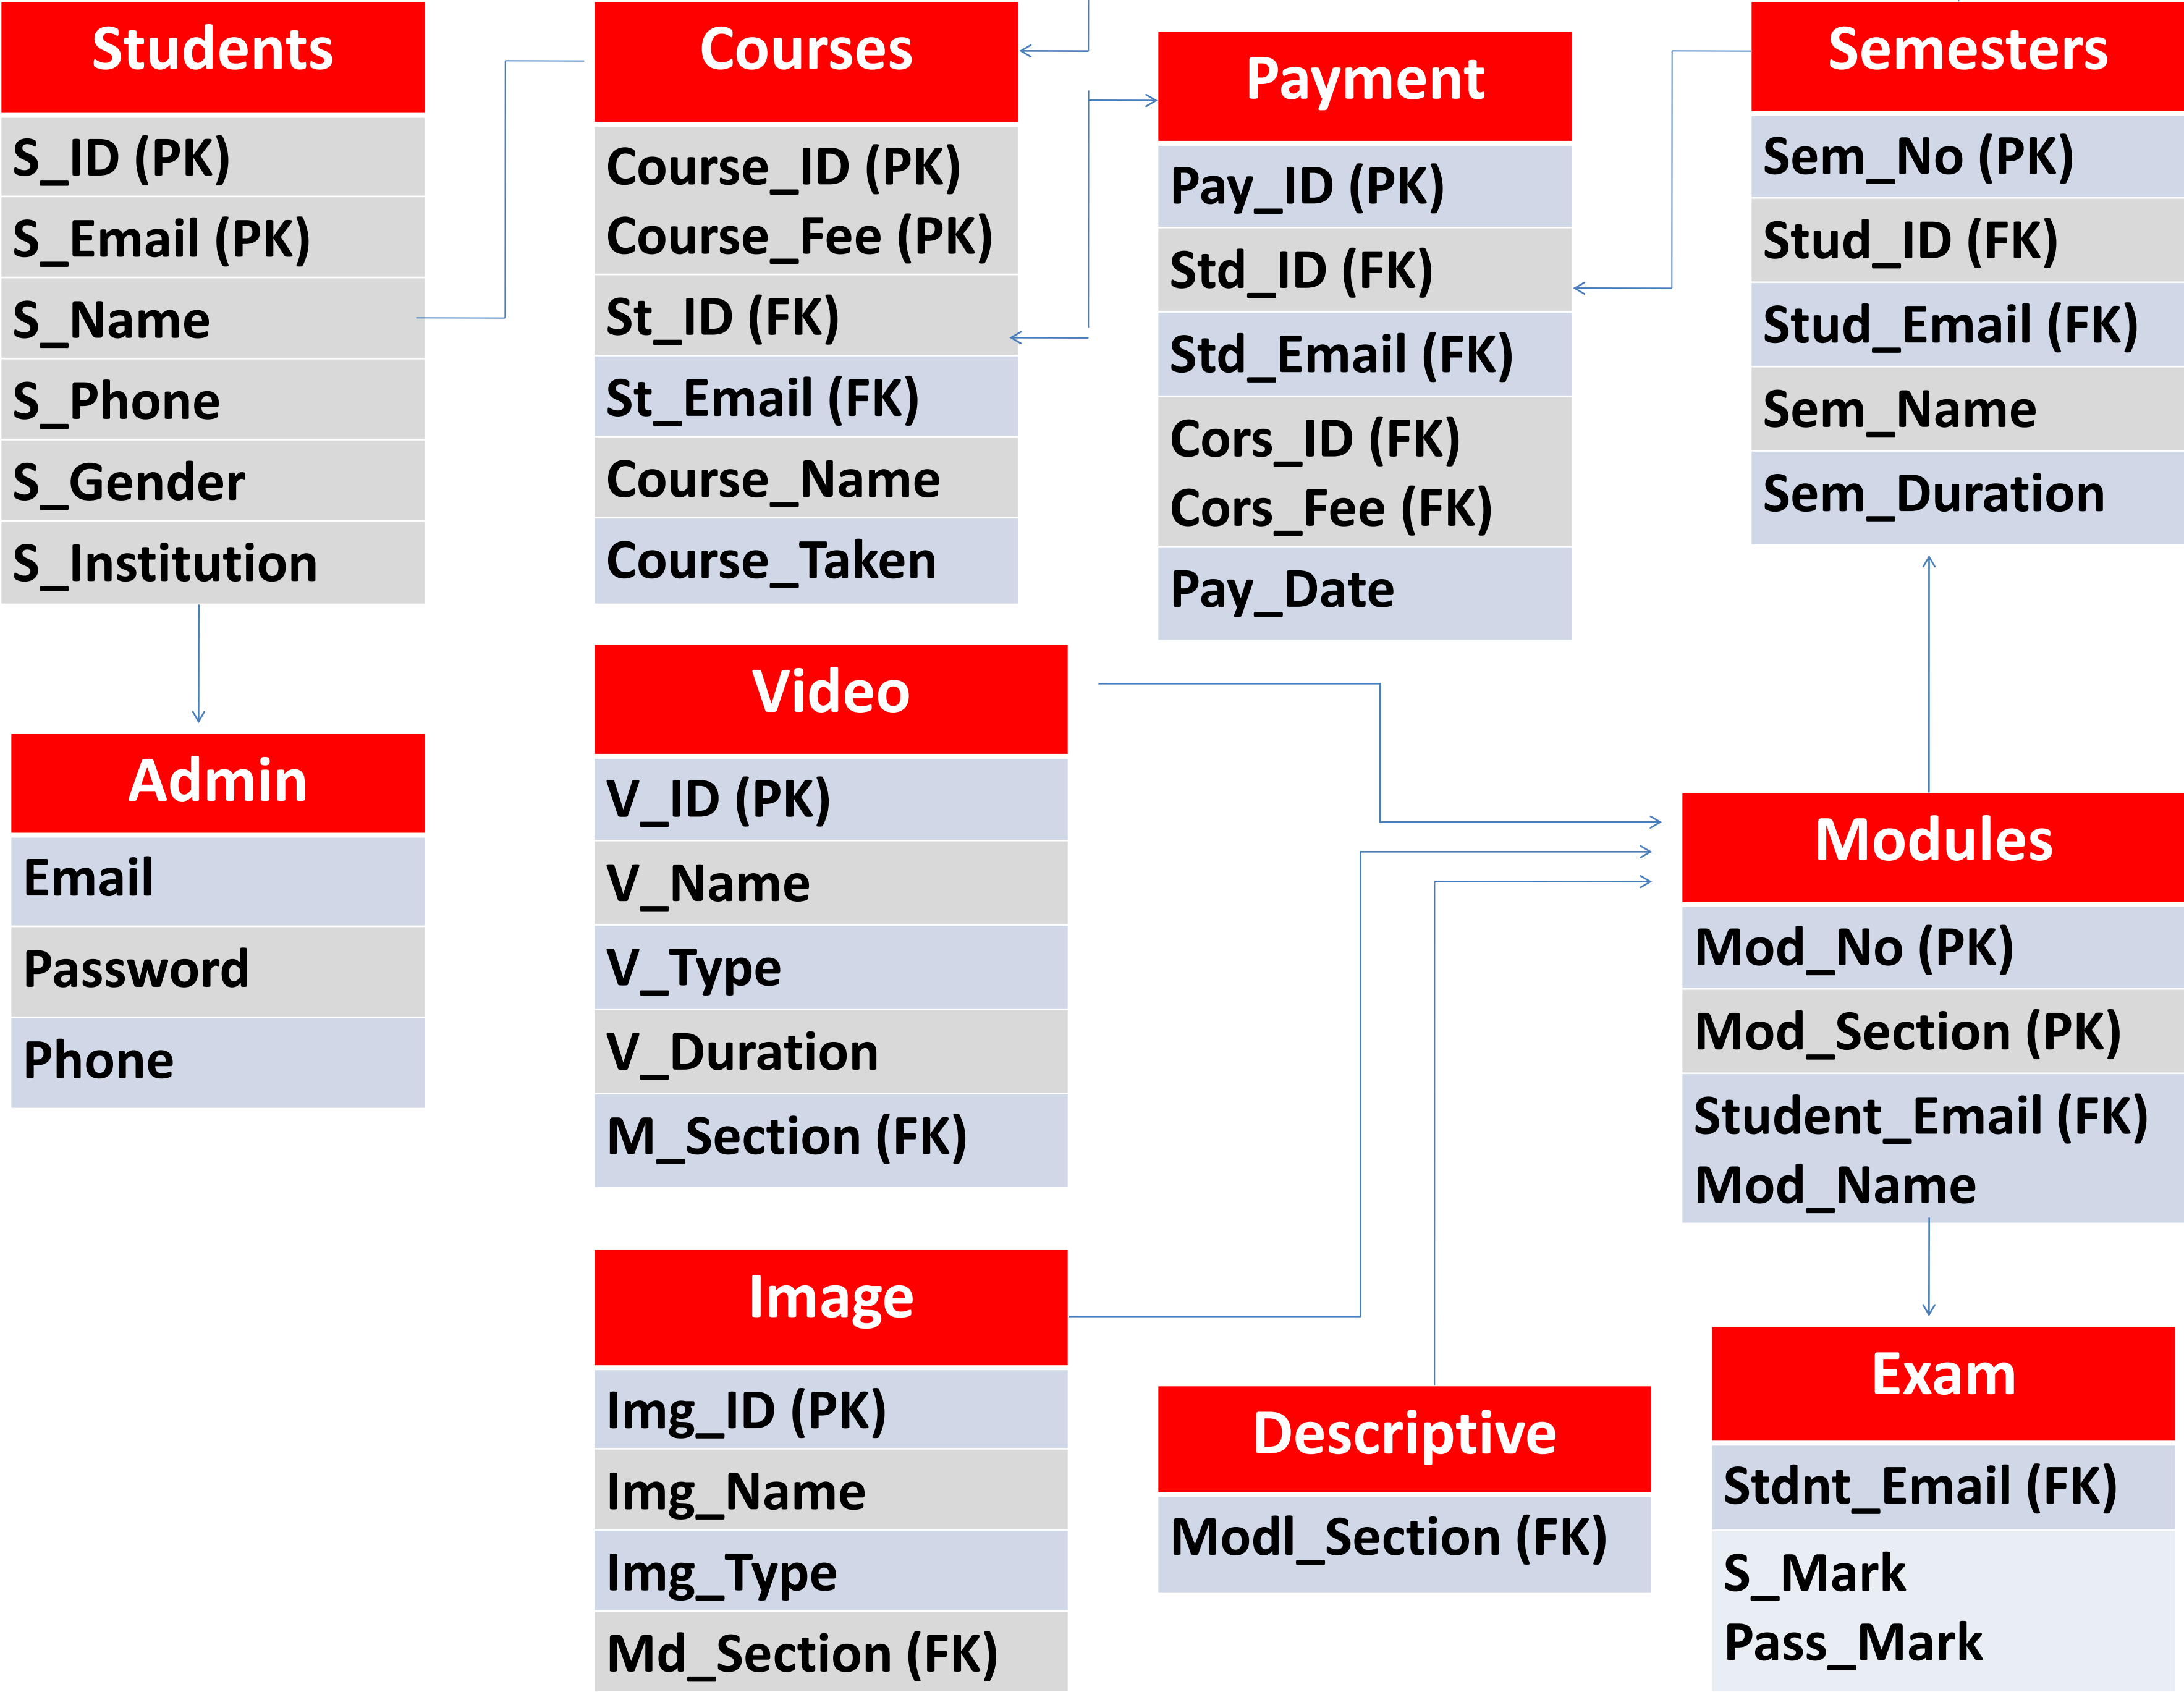 Students
S_ID (PK)
S_Email (PK)
S_Name
S_Phone
S_Gender
S_Institution
Courses
Course_ID (PK)
Course_Fee (PK)
St_ID (FK)
St_Email (FK)
Course_Name
Course_Taken
Payment
Pay_ID (PK)
Std_ID (FK)
Std_Email (FK)
Cors_ID (FK)
Cors_Fee (FK)
Pay_Date
Semesters
Sem_No (PK)
Stud_ID (FK)
Stud_Email (FK)
Sem_Name
Sem_Duration
Admin
Email
Password
Phone
Video
V_ID (PK)
V_Name
V_Type
V_Duration
M_Section (FK)
Modules
Mod_No (PK)
Mod_Section (PK)
Student_Email (FK)
Mod_Name
Image
Img_ID (PK)
Img_Name
Img_Type
Md_Section (FK)
Descriptive
Modl_Section (FK)
Exam
Stdnt_Email (FK)
S_Mark
Pass_Mark